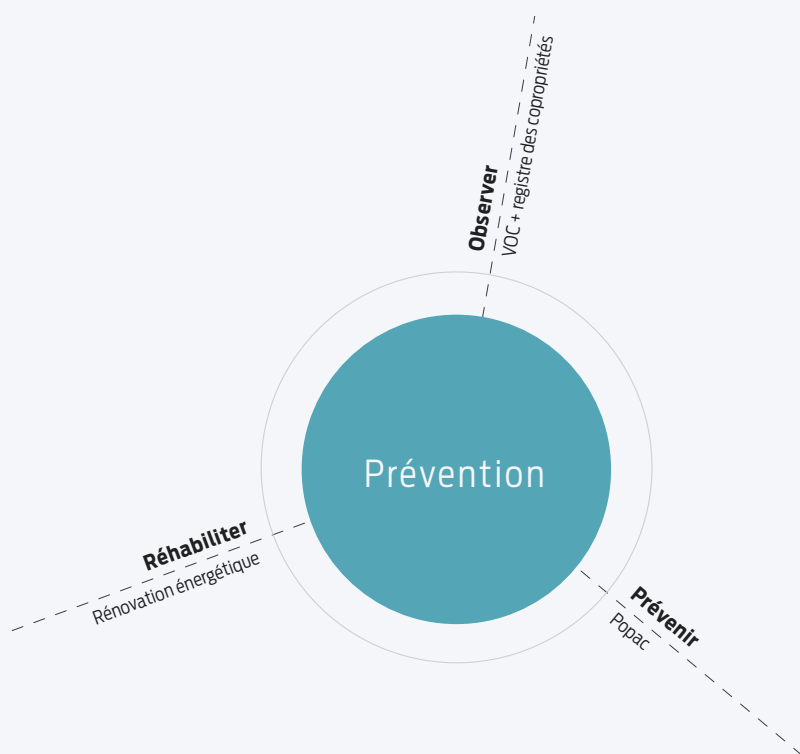 Observer
VOC + registre des copropriétés
Prévention
Réhabiliter
Rénovation énergétique
Prévenir
Popac